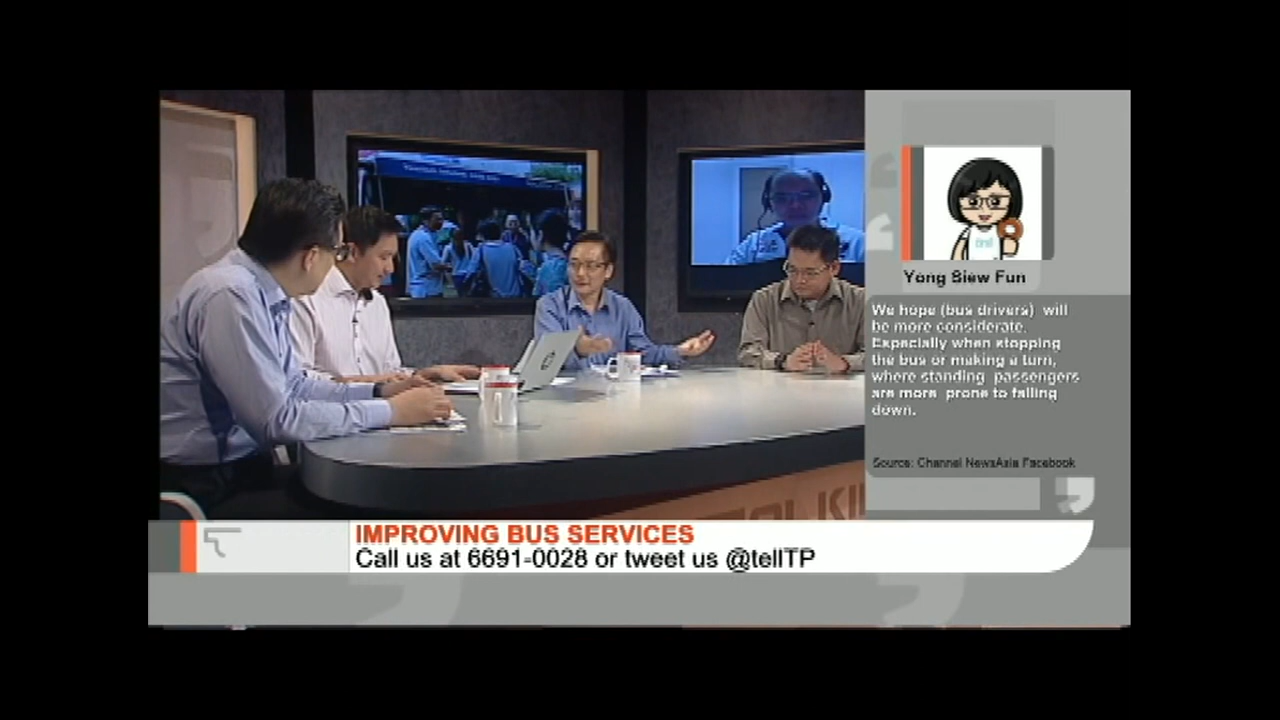 Yong Siew Fun
We hope (bus drivers) will
be more considerate.
Especially when stopping
the bus or making a turn,
where standing passengers
are more prone to falling
down.
Source: Channel NewsAsia Facebook
IMPROVING BUS SERVICES
Call us at 6691-0028 or tweet us @tellTP